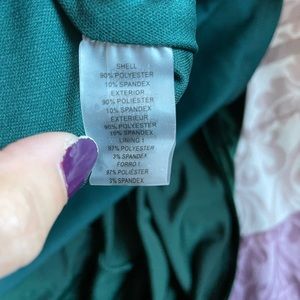 SHELL
90% POLYESTER
10% SPANDEX
EXTERIOR
90% POLIESTER
10% SPANDEX
EXTERIEUR
90% POLYESTER
10% SPANDEX
LINING 1
97% POLYESTER
3% SPANDEX
FORRO 1
97% POLIESTER
3% SPANDEX